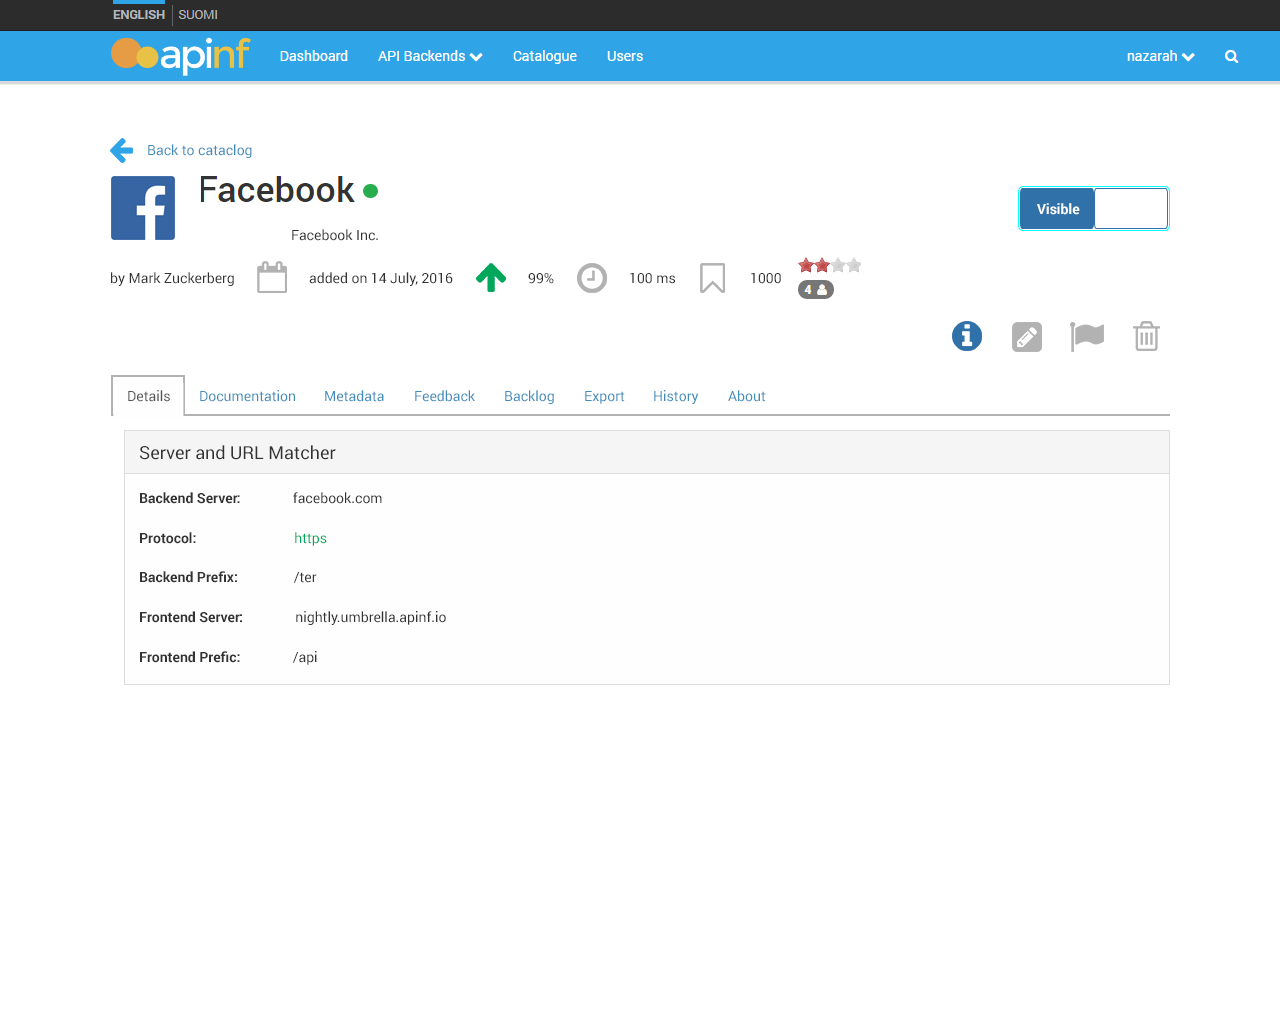 ENGLISH SUOMI
apinf Dashboard API Backends Catalogue Users nazarah
Back to cataclog
Facebook
Visible
Facebook Inc.
by Mark Zuckerberg added on 14 July, 2016 99% 100 ms 1000
4
Details Documentation Metadata Feedback Backlog Export History About
Server and URL Matcher
Backend Server: facebook.com
Protocol: https
Backend Prefix: /ter
Frontend Server: nightly.umbrella.apinf.io
Frontend Prefic: /api